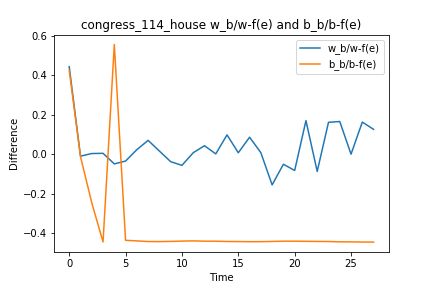 congress_114_house w_b/w-f(e) and b_b/b-f(e)
w_b/w-f(e)
b_b/b-f(e)
0.6
0.4
0.2
0.0
−0.2
−0.4
Difference
0 5 10 15 20 25
Time